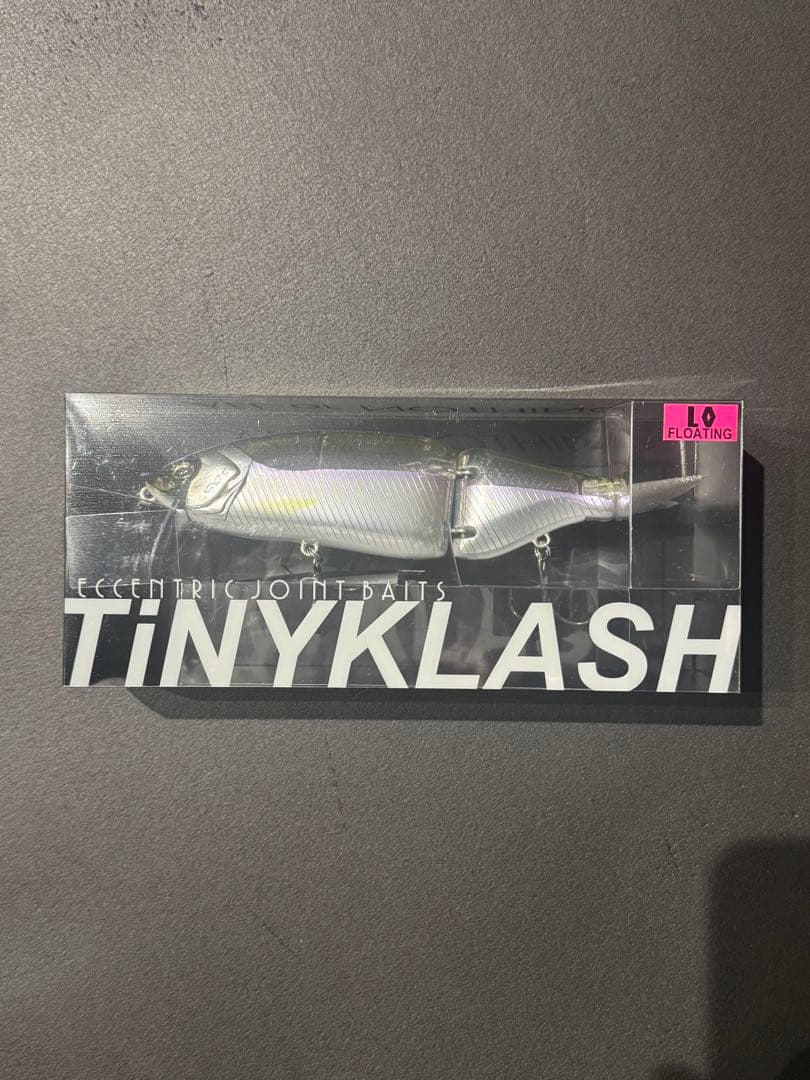 LO
FLOATING
ECCENTRIC JOINT-BAITS
TiNYKLASH